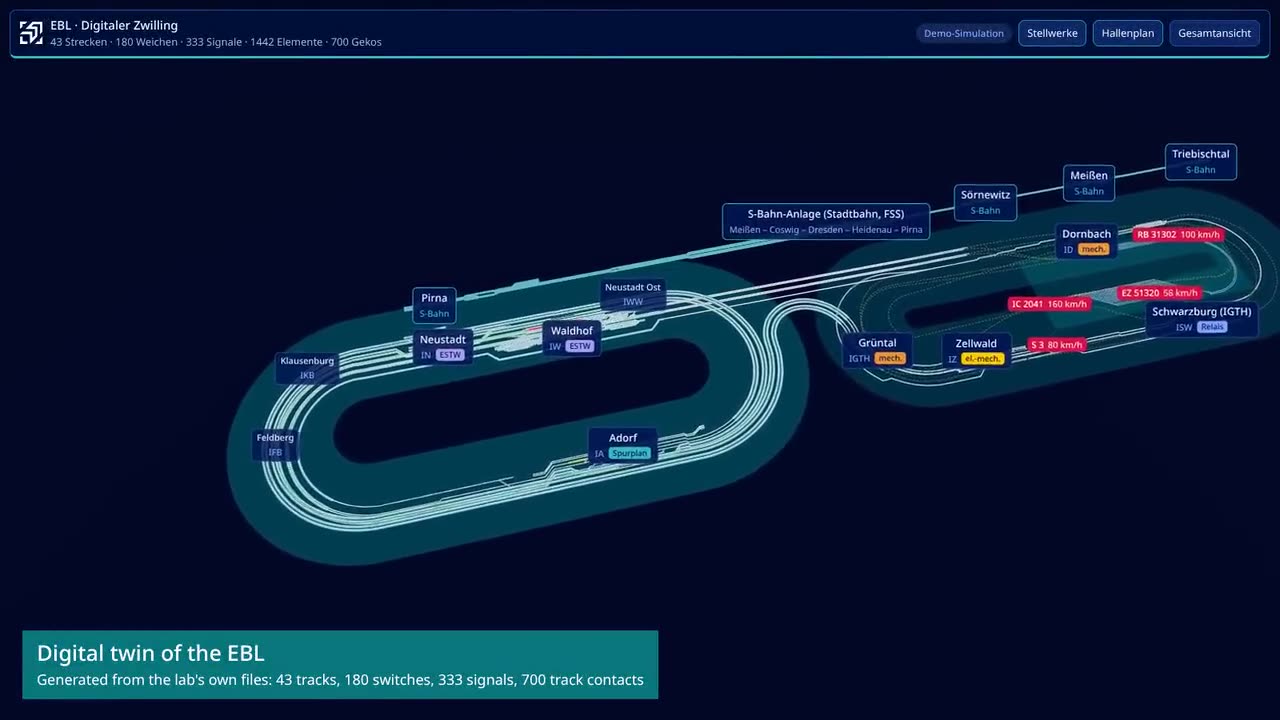 EBL · Digitaler Zwilling
43 Strecken · 180 Weichen · 333 Signale · 1442 Elemente · 700 Gekos
Demo-Simulation
Stellwerke
Hallenplan
Gesamtansicht
Triebischtal
S-Bahn
Meißen
S-Bahn
Sörnewitz
S-Bahn
S-Bahn-Anlage (Stadtbahn, FSS)
Meißen – Coswig – Dresden – Heidenau – Pirna
Dornbach
ID mech.
RB 31302 100 km/h
Pirna
S-Bahn
Neustadt Ost
IWW
EZ 51320 56 km/h
IC 2041 160 km/h
Schwarzburg (IGTH)
ISW Relais
Neustadt
IN ESTW
Waldhof
IW ESTW
Grüntal
IGTH mech.
Zellwald
IZ el.-mech.
S 3 80 km/h
Klausenburg
IKB
Feldberg
IFB
Adorf
IA Spurplan
Digital twin of the EBL
Generated from the lab's own files: 43 tracks, 180 switches, 333 signals, 700 track contacts